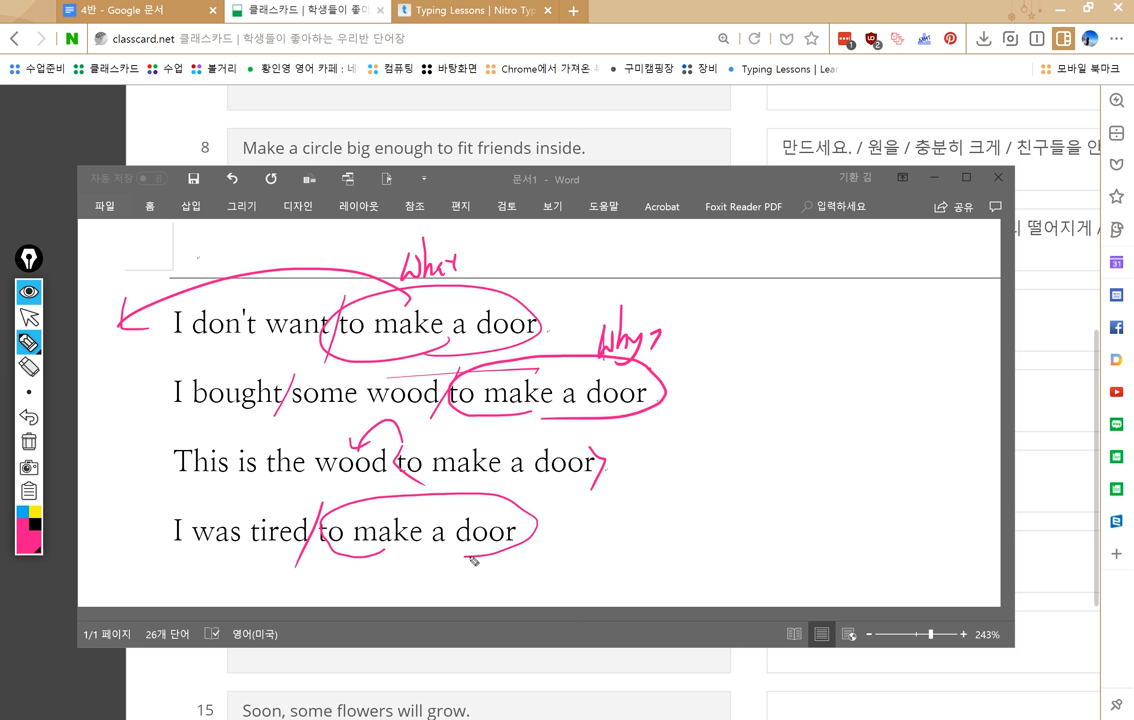 4반 - Google 문서
클래스카드 | 학생들이 좋아
Typing Lessons | Nitro Typ
classcard.net 클래스카드 | 학생들이 좋아하는 우리반 단어장
수업준비
클래스카드
수업
볼거리
황인영 영어 카페 : 네
컴퓨팅
바탕화면
Chrome에서 가져온
구미캠핑장
장비
Typing Lessons | Lear
모바일 북마크
8
Make a circle big enough to fit friends inside.
만드세요. / 원을 / 충분히 크게 / 친구들을 안
자동 저장
문서1 - Word
기환 김
파일
홈
삽입
그리기
디자인
레이아웃
참조
편지
검토
보기
도움말
Acrobat
Foxit Reader PDF
입력하세요
공유
떨어지게 /
What
I don't want to make a door
Why?
I bought some wood to make a door
This is the wood to make a door
I was tired to make a door
1/1 페이지
26개 단어
영어(미국)
243%
15
Soon, some flowers will grow.